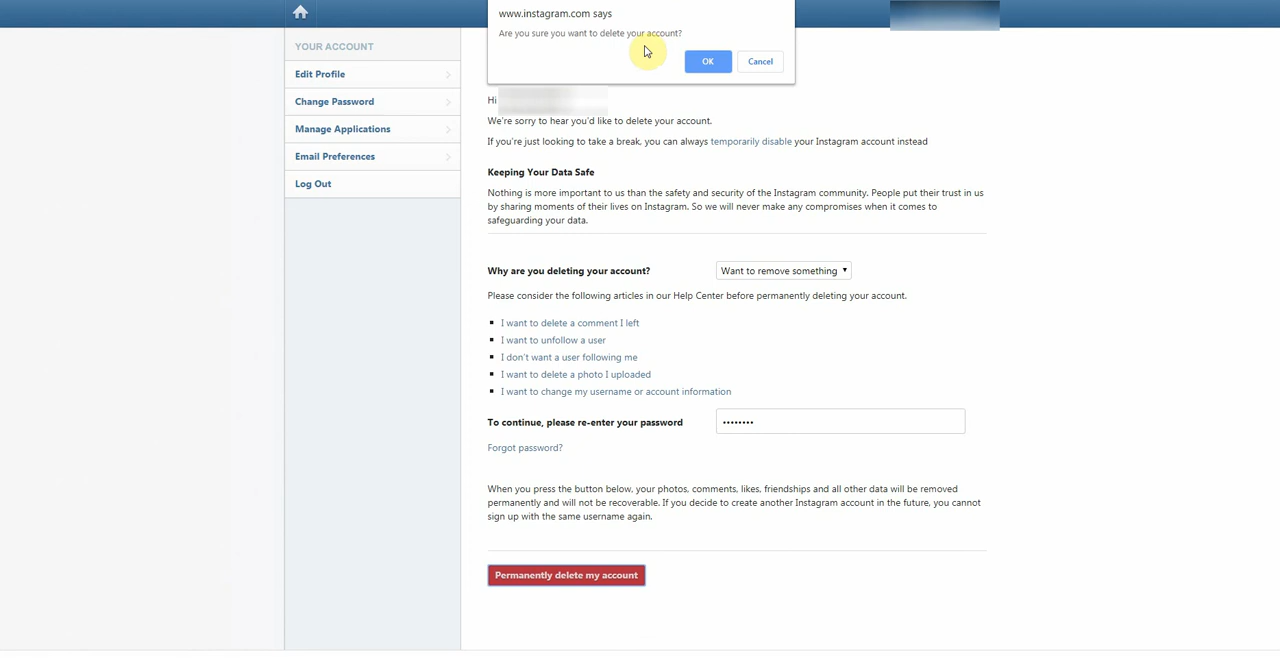 www.instagram.com says
Are you sure you want to delete your account?
OK
Cancel
YOUR ACCOUNT
Edit Profile
Change Password
Manage Applications
Email Preferences
Log Out
Hi
We're sorry to hear you'd like to delete your account.
If you're just looking to take a break, you can always temporarily disable your Instagram account instead
Keeping Your Data Safe
Nothing is more important to us than the safety and security of the Instagram community. People put their trust in us
by sharing moments of their lives on Instagram. So we will never make any compromises when it comes to
safeguarding your data.
Why are you deleting your account?
Want to remove something
Please consider the following articles in our Help Center before permanently deleting your account.
I want to delete a comment I left
I want to unfollow a user
I don't want a user following me
I want to delete a photo I uploaded
I want to change my username or account information
To continue, please re-enter your password
••••••••
Forgot password?
When you press the button below, your photos, comments, likes, friendships and all other data will be removed
permanently and will not be recoverable. If you decide to create another Instagram account in the future, you cannot
sign up with the same username again.
Permanently delete my account